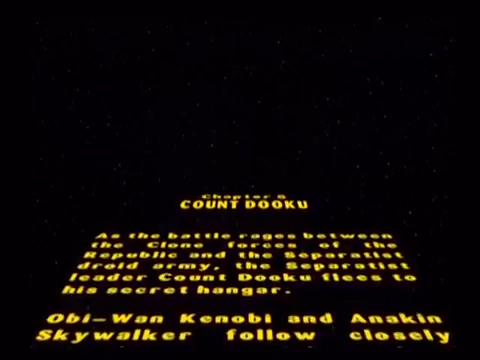 Chapter 8
COUNT DOOKU
As the battle rages between
the Clone forces of the
Republic and the Separatist
droid army, the Separatist
leader Count Dooku flees to
his secret hangar.
Obi-Wan Kenobi and Anakin
Skywalker follow closely